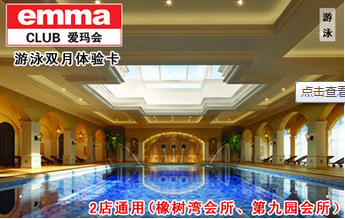 emma
CLUB 爱玛会
游泳双月体验卡
游泳
点击查看
2店通用(橡树湾会所、第九园会所)